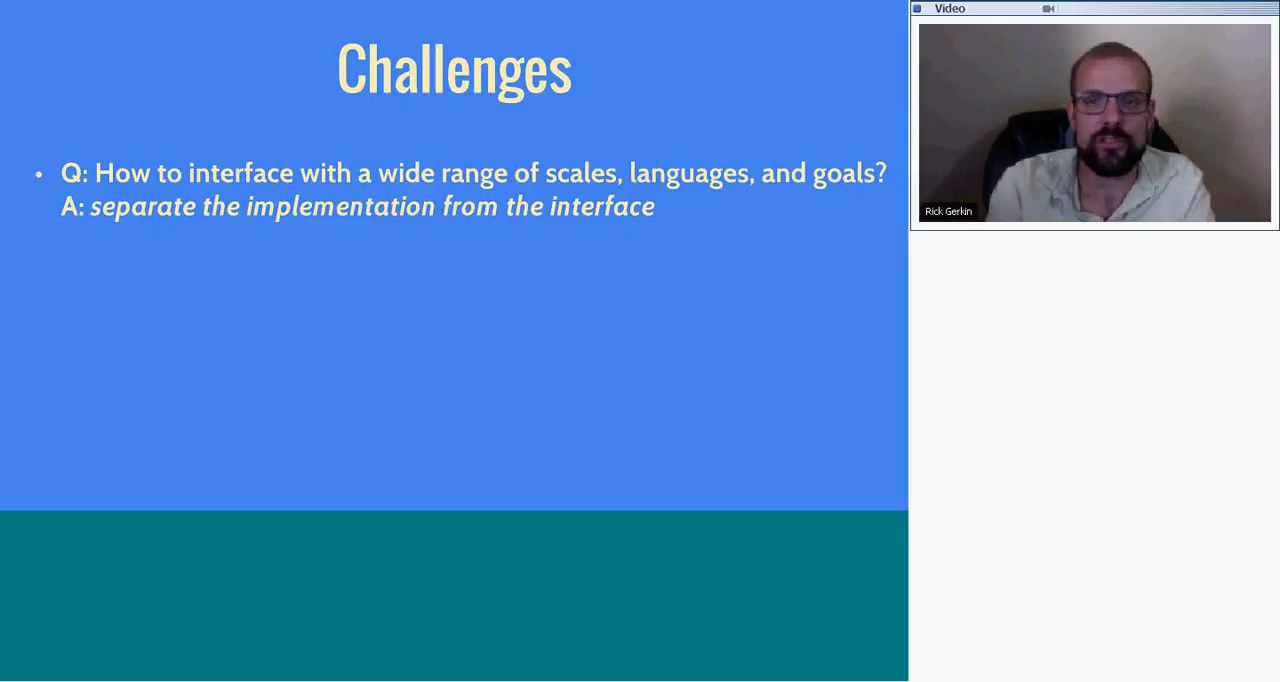 Challenges
• Q: How to interface with a wide range of scales, languages, and goals?
A: separate the implementation from the interface
Video
Rick Gerkin